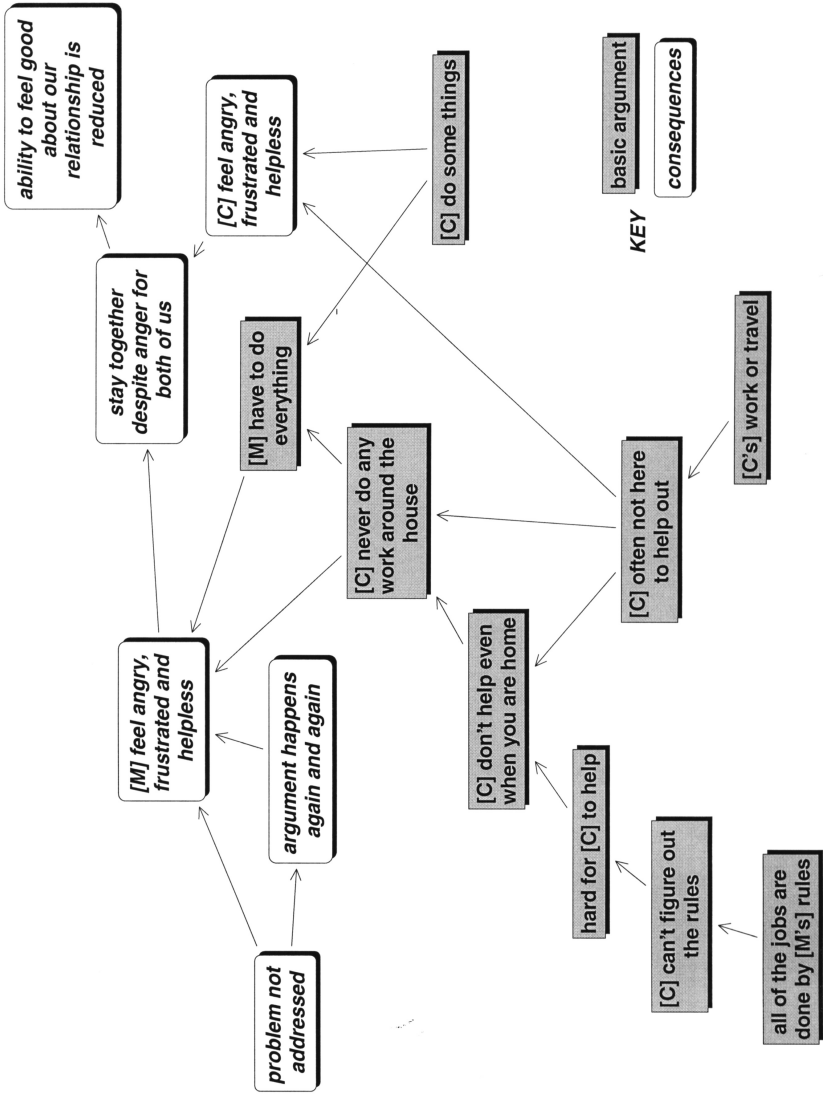 ability to feel good
about our
relationship is
reduced
stay together
despite anger for
both of us
[C] feel angry,
frustrated and
helpless
[M] feel angry,
frustrated and
helpless
[M] have to do
everything
[C] do some things
problem not
addressed
argument happens
again and again
[C] never do any
work around the
house
[C] don't help even
when you are home
hard for [C] to help
[C] often not here
to help out
[C] can't figure out
the rules
[C's] work or travel
all of the jobs are
done by [M's] rules
KEY
basic argument
consequences